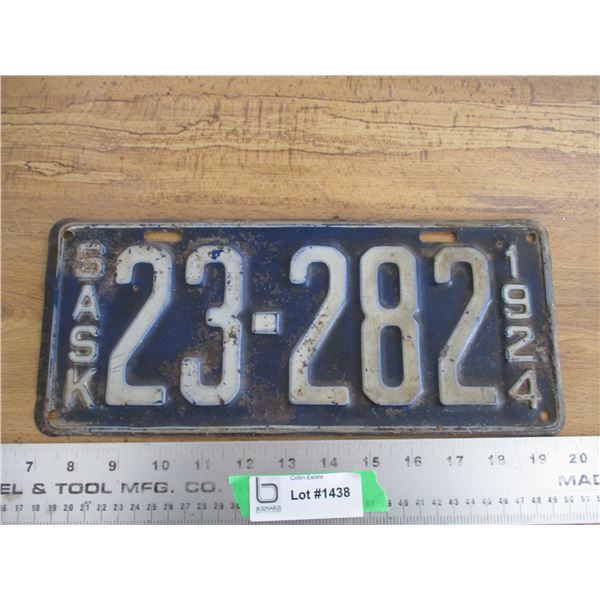 SASK
23-282
1924
7 8 9 10 11 12 13 14 15 16 17 18 19 20
EL & TOOL MFG. CO.
MAD
Collin Estate
Lot #1438
b
BODNARUS